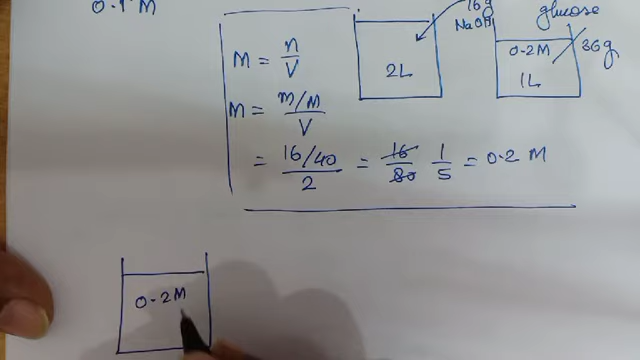 0.1 M
16g
NaOH
2L
glucose
0.2M
36g
1L
M = n/V
M = m/M/V
= 16/40/2 = 16/80 1/5 = 0.2 M
0.2M